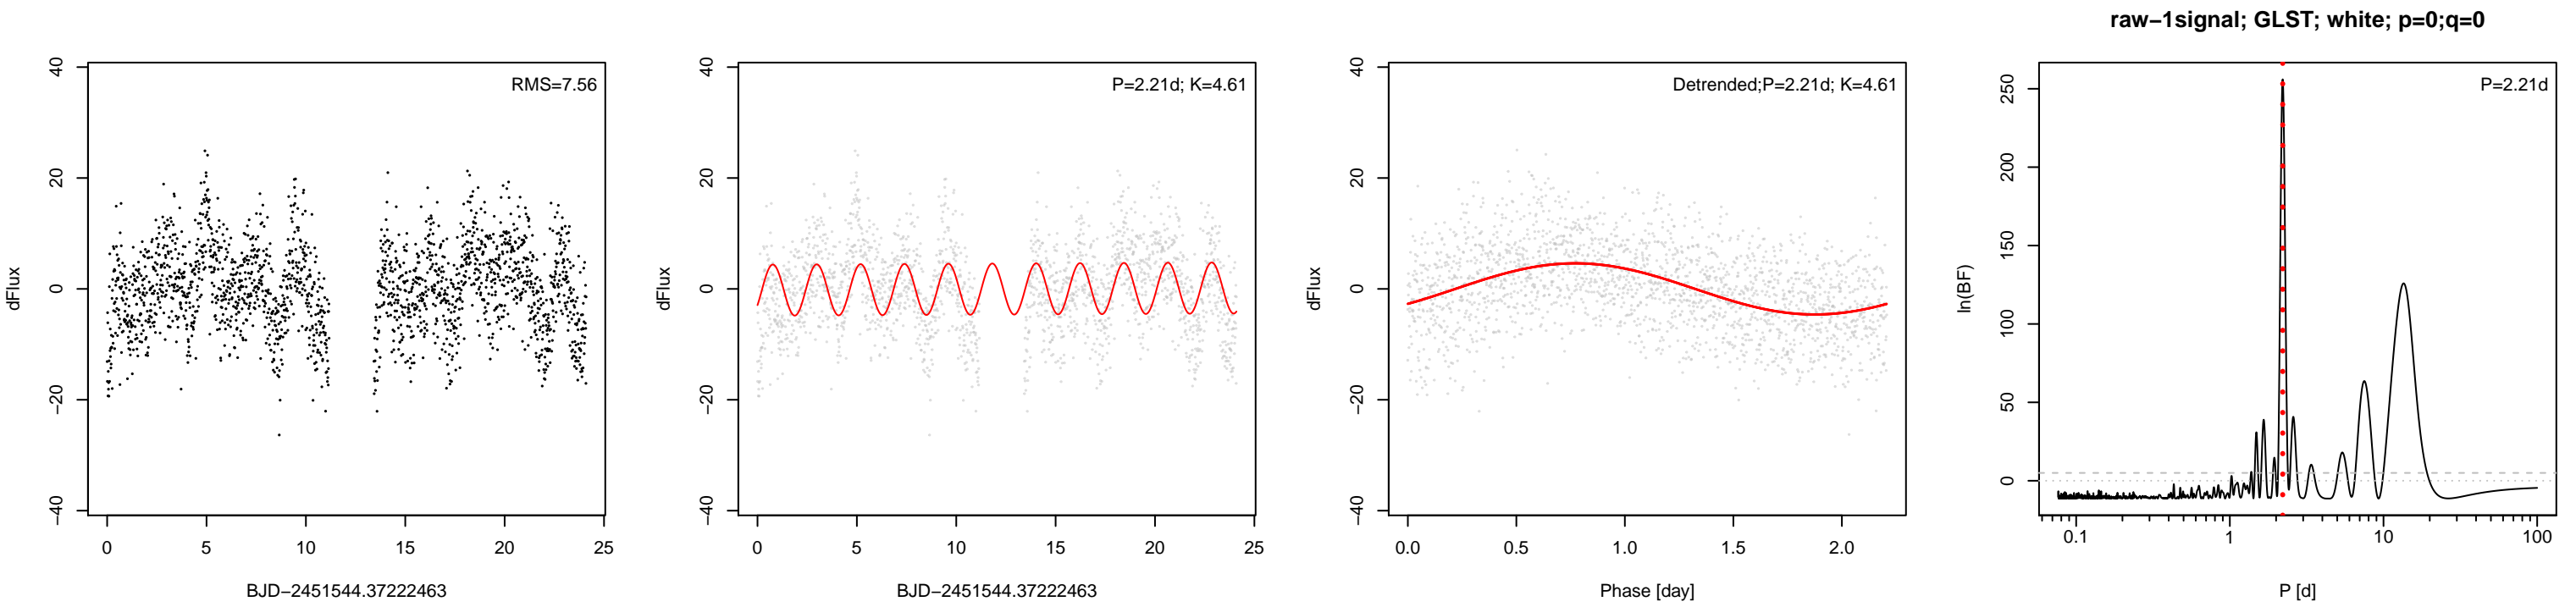 raw−1signal; GLST; white; p=0;q=0
RMS=7.56
40
20
0
−20
−40
dFlux
0 5 10 15 20 25
BJD−2451544.37222463
P=2.21d; K=4.61
40
20
0
−20
−40
dFlux
0 5 10 15 20 25
BJD−2451544.37222463
Detrended;P=2.21d; K=4.61
40
20
0
−20
−40
dFlux
0.0 0.5 1.0 1.5 2.0
Phase [day]
P=2.21d
250
200
150
100
50
0
ln(BF)
0.1 1 10 100
P [d]